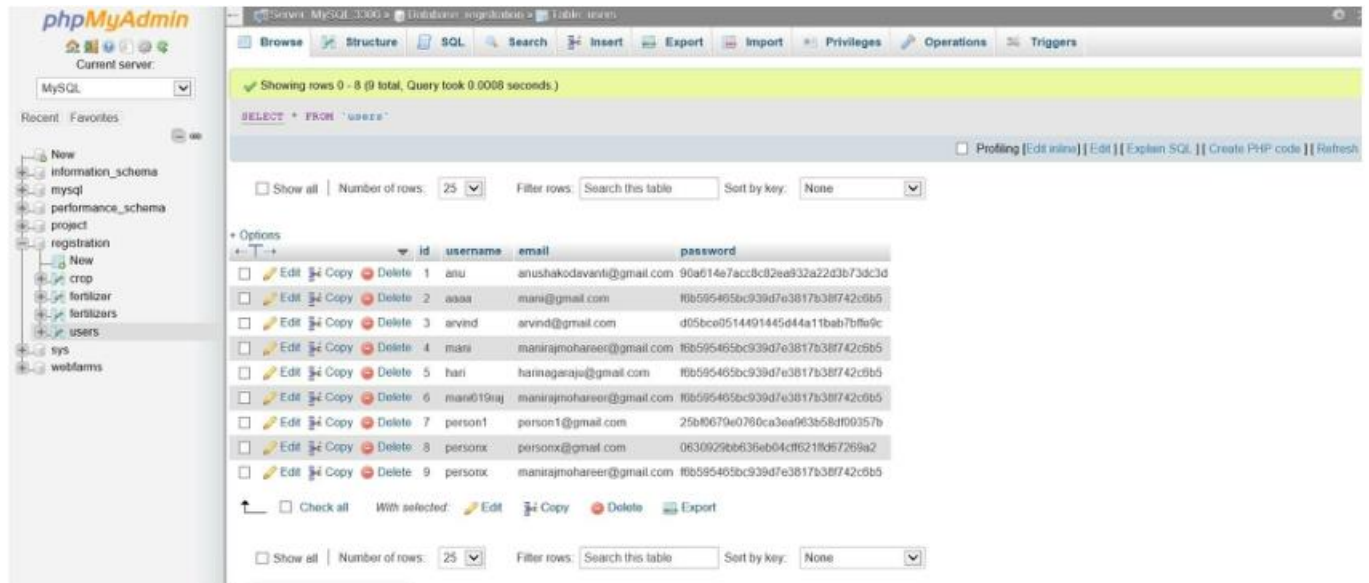 phpMyAdmin
Current server:
MySQL
Recent Favorites
New
information_schema
mysql
performance_schema
project
registration
New
crop
fertilizer
fertilizers
users
sys
webfarms
Server: MySQL:3306 » Database: registration » Table: users
Browse Structure SQL Search Insert Export Import Privileges Operations Triggers
Showing rows 0 - 8 (9 total, Query took 0.0008 seconds.)
SELECT * FROM `users`
Profiling [Edit inline] [ Edit ] [ Explain SQL ] [ Create PHP code ] [ Refresh
Show all | Number of rows: 25 Filter rows: Search this table Sort by key: None
+ Options
←T→ id username email password
Edit Copy Delete 1 anu anushakodavanti@gmail.com 90a614e7acc8c82ea932a22d3b73dc3d
Edit Copy Delete 2 aaaa mani@gmail.com f6b595465bc939d7e3817b38f742c6b5
Edit Copy Delete 3 arvind arvind@gmail.com d05bce0514491445d44a11bab7bffe9c
Edit Copy Delete 4 mani manirajmohareer@gmail.com f6b595465bc939d7e3817b38f742c6b5
Edit Copy Delete 5 hari harinagaraju@gmail.com f6b595465bc939d7e3817b38f742c6b5
Edit Copy Delete 6 mani619raj manirajmohareer@gmail.com f6b595465bc939d7e3817b38f742c6b5
Edit Copy Delete 7 person1 person1@gmail.com 25bf0679e0760ca3ea963b58df09357b
Edit Copy Delete 8 personx personx@gmail.com 0630929bb636eb04cff621ffd67269a2
Edit Copy Delete 9 personx manirajmohareer@gmail.com f6b595465bc939d7e3817b38f742c6b5
Check all With selected: Edit Copy Delete Export
Show all | Number of rows: 25 Filter rows: Search this table Sort by key: None